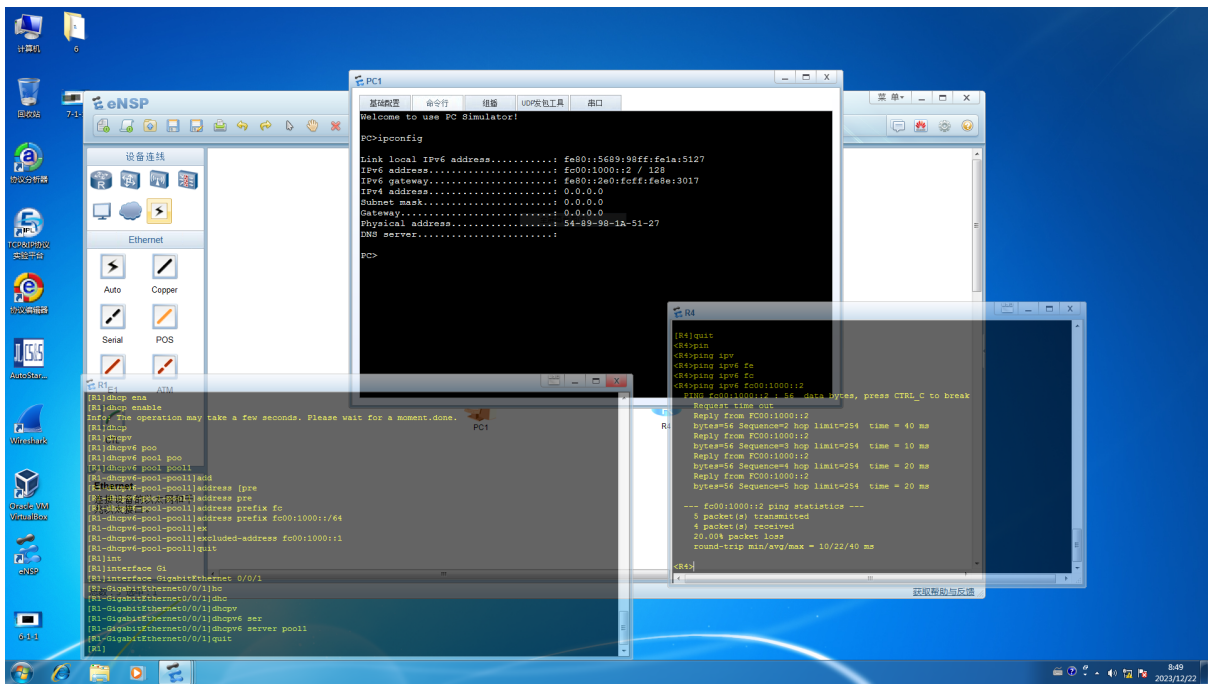 计算机
6
回收站
7-1-
协议分析器
TCP&IP协议
实验平台
协议编辑器
AutoStar...
Wireshark
Oracle VM
VirtualBox
eNSP
6-1-1
eNSP
菜 单
设备连线
Ethernet
Auto
Copper
Serial
POS
E1
ATM
Ethernet
PC1
R4
获取帮助与反馈
PC1
基础配置
命令行
组播
UDP发包工具
串口
Welcome to use PC Simulator!
PC>ipconfig
Link local IPv6 address...........: fe80::5689:98ff:fe1a:5127
IPv6 address......................: fc00:1000::2 / 128
IPv6 gateway......................: fe80::2e0:fcff:fe8e:3017
IPv4 address......................: 0.0.0.0
Subnet mask.......................: 0.0.0.0
Gateway...........................: 0.0.0.0
Physical address..................: 54-89-98-1A-51-27
DNS server........................:
PC>
R4
[R4]quit
<R4>pin
<R4>ping ipv
<R4>ping ipv6 fe
<R4>ping ipv6 fc
<R4>ping ipv6 fc00:1000::2
PING fc00:1000::2 : 56  data bytes, press CTRL_C to break
Request time out
Reply from FC00:1000::2
bytes=56 Sequence=2 hop limit=254  time = 40 ms
Reply from FC00:1000::2
bytes=56 Sequence=3 hop limit=254  time = 10 ms
Reply from FC00:1000::2
bytes=56 Sequence=4 hop limit=254  time = 20 ms
Reply from FC00:1000::2
bytes=56 Sequence=5 hop limit=254  time = 20 ms
--- fc00:1000::2 ping statistics ---
5 packet(s) transmitted
4 packet(s) received
20.00% packet loss
round-trip min/avg/max = 10/22/40 ms
<R4>
R1
[R1]dhcp ena
[R1]dhcp enable
Info: The operation may take a few seconds. Please wait for a moment.done.
[R1]dhcp
[R1]dhcpv
[R1]dhcpv6 poo
[R1]dhcpv6 pool poo
[R1]dhcpv6 pool pool1
[R1-dhcpv6-pool-pool1]add
[R1-dhcpv6-pool-pool1]address [pre
[R1-dhcpv6-pool-pool1]address pre
[R1-dhcpv6-pool-pool1]address prefix fc
[R1-dhcpv6-pool-pool1]address prefix fc00:1000::/64
[R1-dhcpv6-pool-pool1]ex
[R1-dhcpv6-pool-pool1]excluded-address fc00:1000::1
[R1-dhcpv6-pool-pool1]quit
[R1]int
[R1]interface Gi
[R1]interface GigabitEthernet 0/0/1
[R1-GigabitEthernet0/0/1]hc
[R1-GigabitEthernet0/0/1]dhc
[R1-GigabitEthernet0/0/1]dhcpv
[R1-GigabitEthernet0/0/1]dhcpv6 ser
[R1-GigabitEthernet0/0/1]dhcpv6 server pool1
[R1-GigabitEthernet0/0/1]quit
[R1]
8:49
2023/12/22